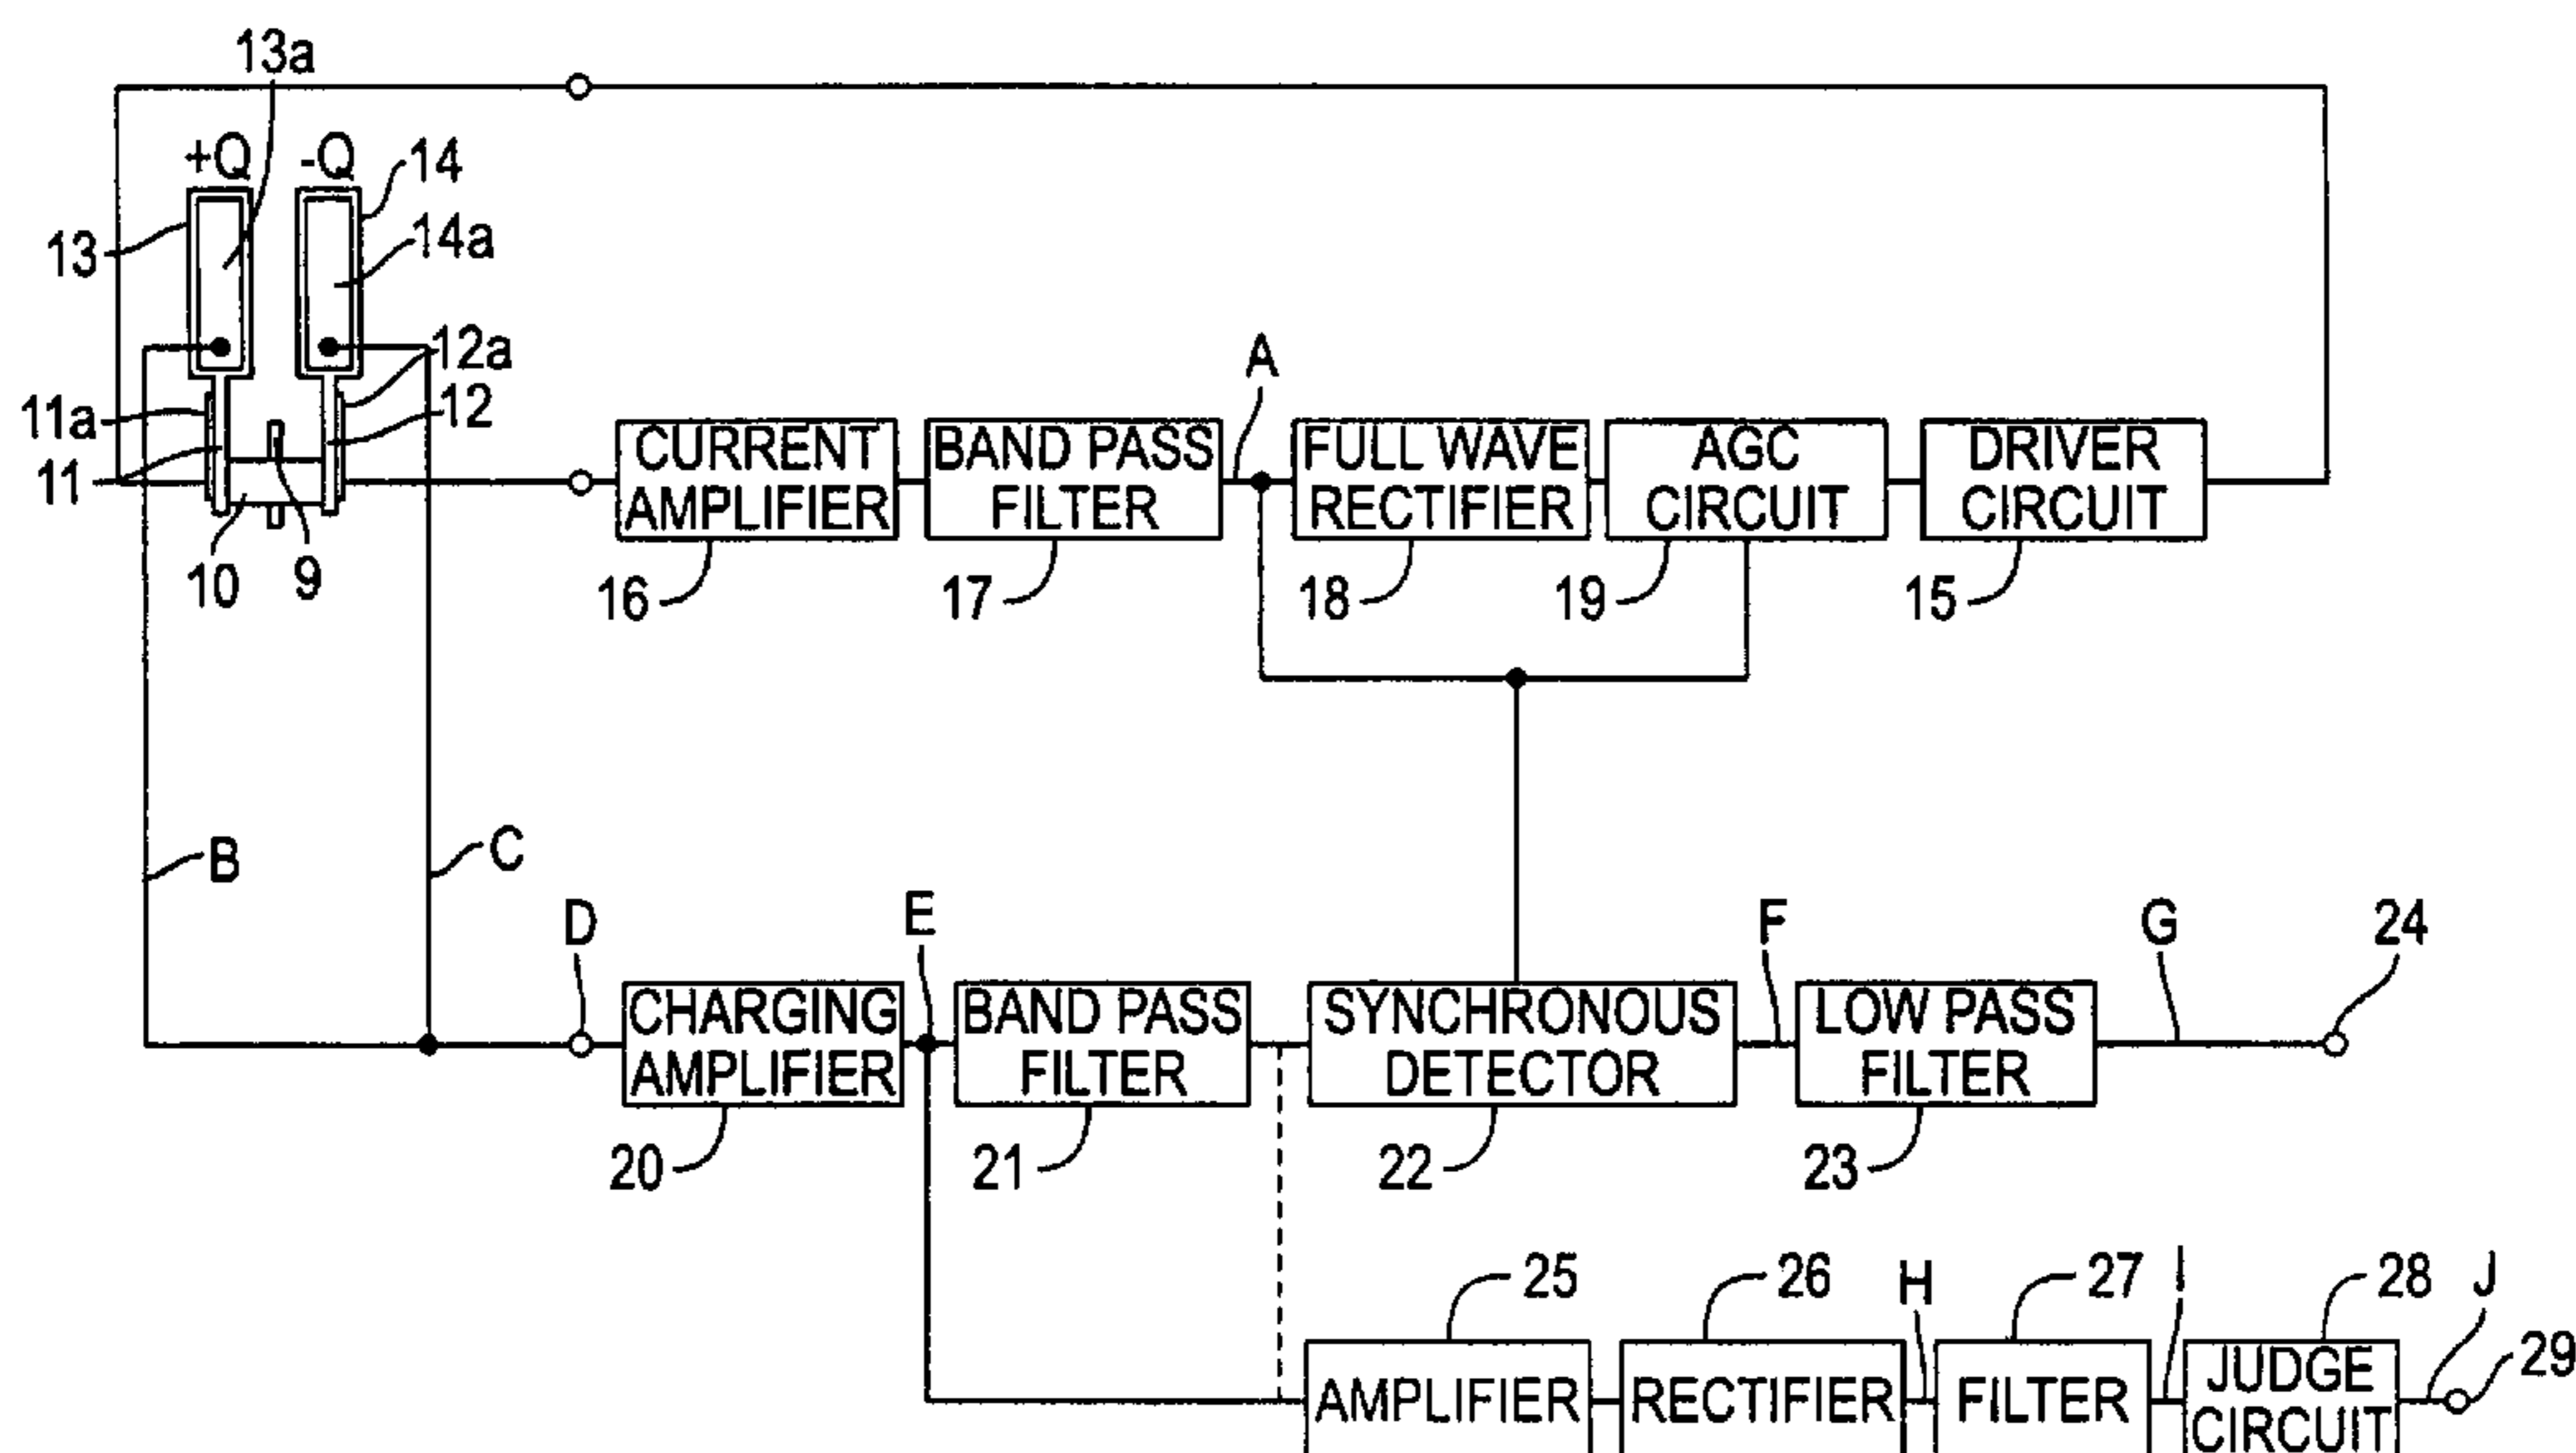 13a
+Q -Q
14
13
14a
12a
11a
12
11
10
9
A
CURRENT
AMPLIFIER
16
BAND PASS
FILTER
17
FULL WAVE
RECTIFIER
18
AGC
CIRCUIT
19
DRIVER
CIRCUIT
15
B
C
D
CHARGING
AMPLIFIER
20
E
BAND PASS
FILTER
21
SYNCHRONOUS
DETECTOR
22
F
LOW PASS
FILTER
23
G
24
25
AMPLIFIER
26
RECTIFIER
H
27
FILTER
I
28
JUDGE
CIRCUIT
J
29